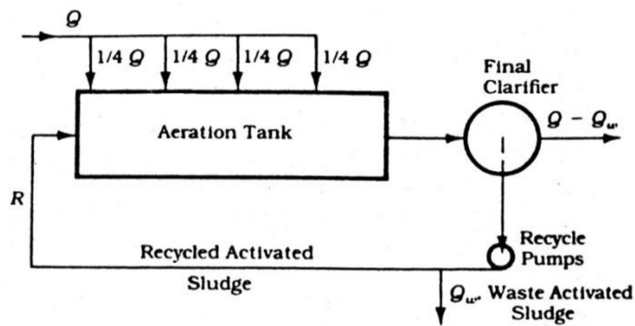 Q
1/4 Q 1/4 Q 1/4 Q 1/4 Q
Final
Clarifier
Aeration Tank
Q - Qw
R
Recycled Activated
Sludge
Recycle
Pumps
Qw, Waste Activated
Sludge